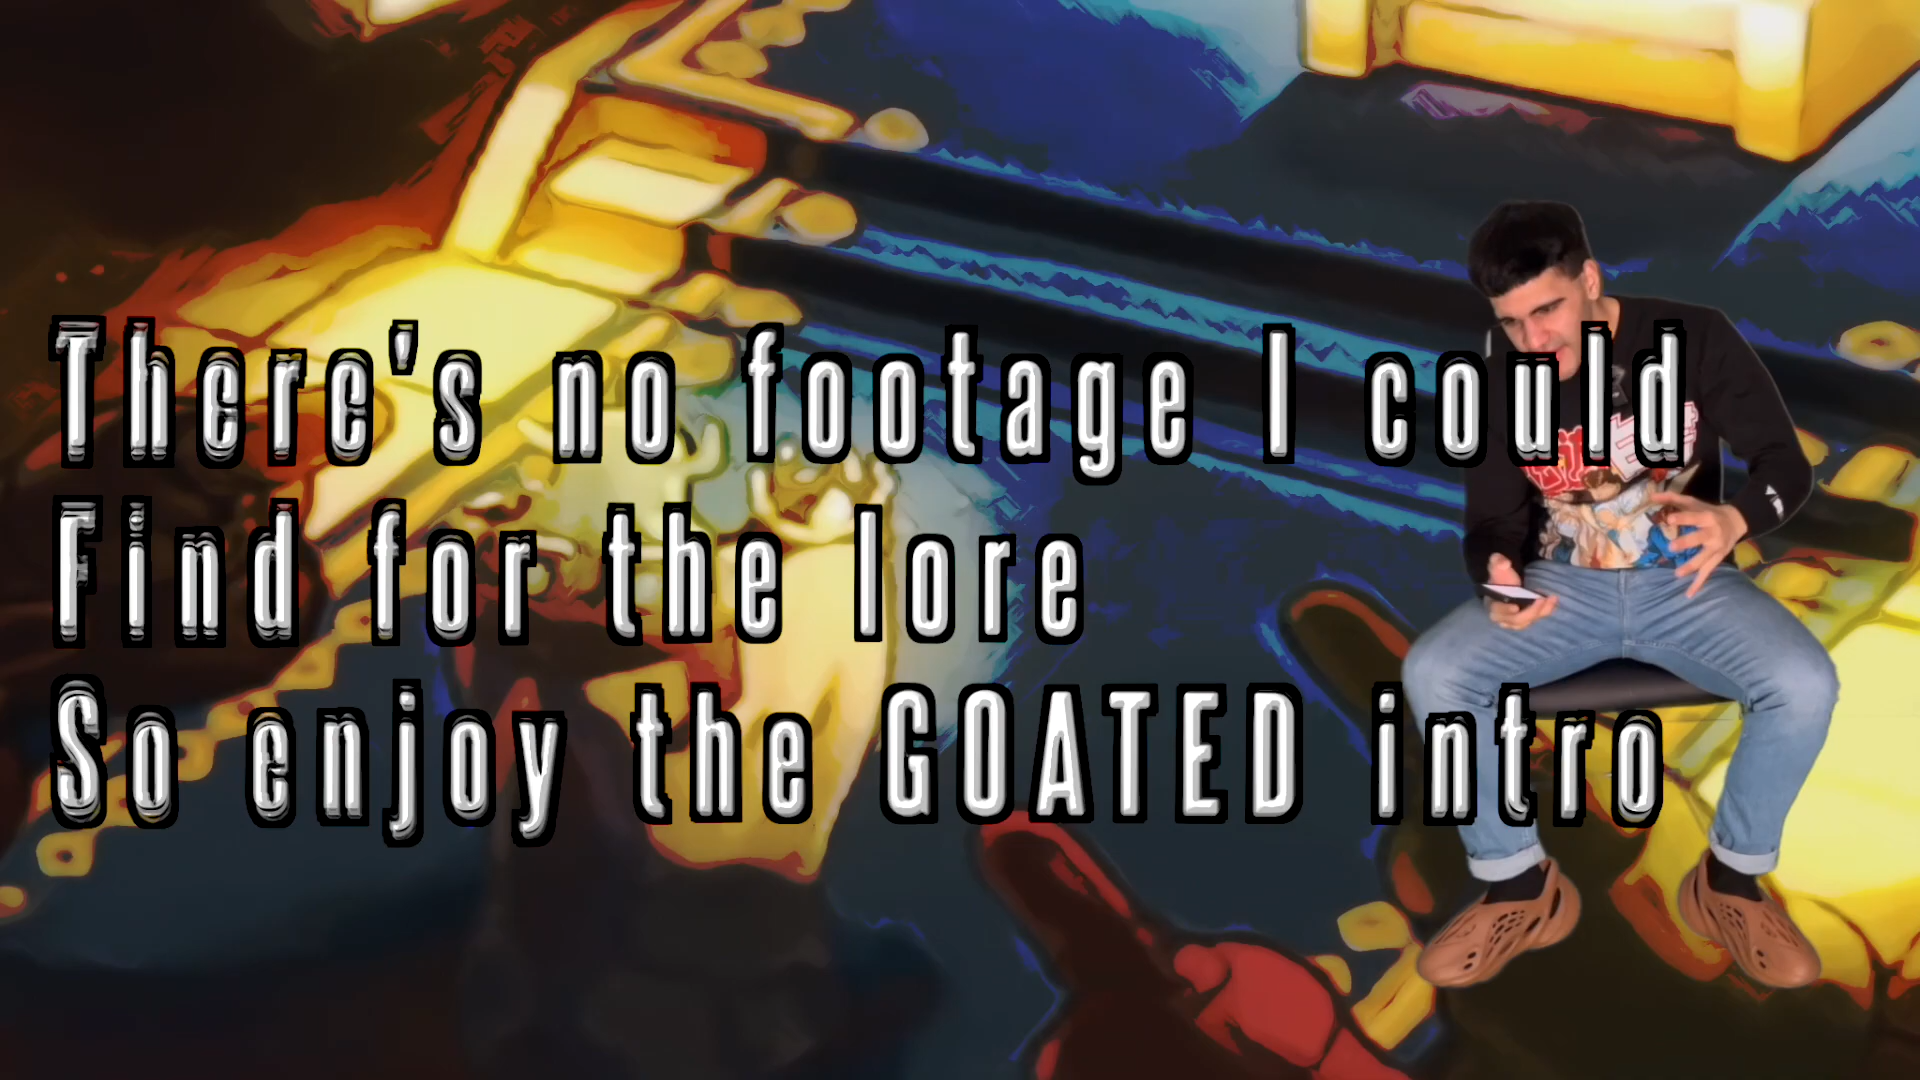 There's no footage I could
Find for the lore
So enjoy the GOATED intro